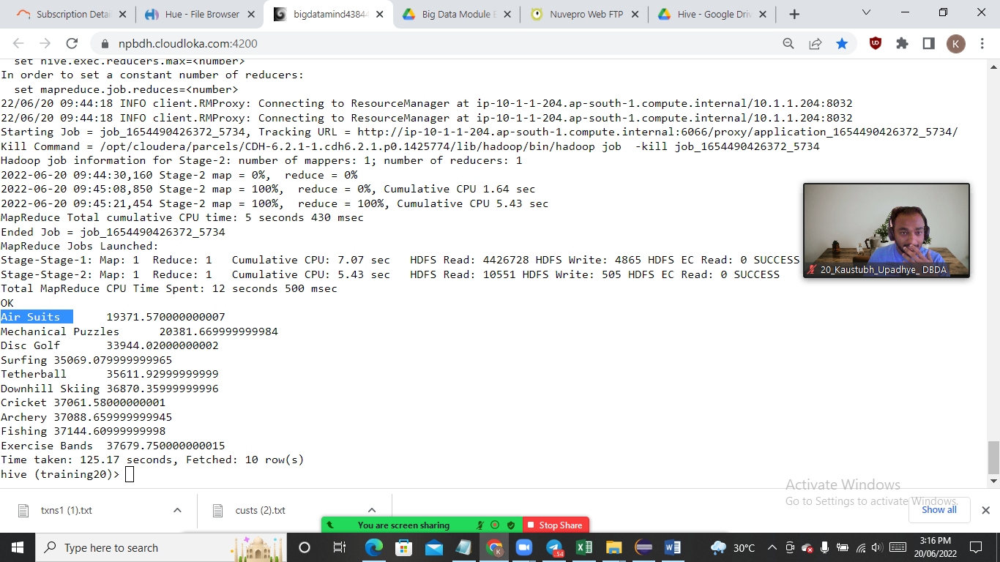 Subscription Detai
Hue - File Browser
bigdatamind4384
Big Data Module E
Nuvepro Web FTP
Hive - Google Driv
npbdh.cloudloka.com:4200
K
set hive.exec.reducers.max=<number>
In order to set a constant number of reducers:
set mapreduce.job.reduces=<number>
22/06/20 09:44:18 INFO client.RMProxy: Connecting to ResourceManager at ip-10-1-1-204.ap-south-1.compute.internal/10.1.1.204:8032
22/06/20 09:44:18 INFO client.RMProxy: Connecting to ResourceManager at ip-10-1-1-204.ap-south-1.compute.internal/10.1.1.204:8032
Starting Job = job_1654490426372_5734, Tracking URL = http://ip-10-1-1-204.ap-south-1.compute.internal:6066/proxy/application_1654490426372_5734/
Kill Command = /opt/cloudera/parcels/CDH-6.2.1-1.cdh6.2.1.p0.1425774/lib/hadoop/bin/hadoop job  -kill job_1654490426372_5734
Hadoop job information for Stage-2: number of mappers: 1; number of reducers: 1
2022-06-20 09:44:30,160 Stage-2 map = 0%,  reduce = 0%
2022-06-20 09:45:08,850 Stage-2 map = 100%,  reduce = 0%, Cumulative CPU 1.64 sec
2022-06-20 09:45:21,454 Stage-2 map = 100%,  reduce = 100%, Cumulative CPU 5.43 sec
MapReduce Total cumulative CPU time: 5 seconds 430 msec
Ended Job = job_1654490426372_5734
MapReduce Jobs Launched:
Stage-Stage-1: Map: 1  Reduce: 1   Cumulative CPU: 7.07 sec   HDFS Read: 4426728 HDFS Write: 4865 HDFS EC Read: 0 SUCCESS
Stage-Stage-2: Map: 1  Reduce: 1   Cumulative CPU: 5.43 sec   HDFS Read: 10551 HDFS Write: 505 HDFS EC Read: 0 SUCCESS
Total MapReduce CPU Time Spent: 12 seconds 500 msec
OK
Air Suits       19371.570000000007
Mechanical Puzzles      20381.669999999984
Disc Golf       33944.02000000002
Surfing 35069.079999999965
Tetherball      35611.92999999999
Downhill Skiing 36870.35999999996
Cricket 37061.58000000001
Archery 37088.659999999945
Fishing 37144.60999999998
Exercise Bands  37679.750000000015
Time taken: 125.17 seconds, Fetched: 10 row(s)
hive (training20)>
20_Kaustubh_Upadhye_ DBDA
Activate Windows
Go to Settings to activate Windows.
txns1 (1).txt
custs (2).txt
Show all
You are screen sharing
Stop Share
Type here to search
54
30°C
3:16 PM
20/06/2022